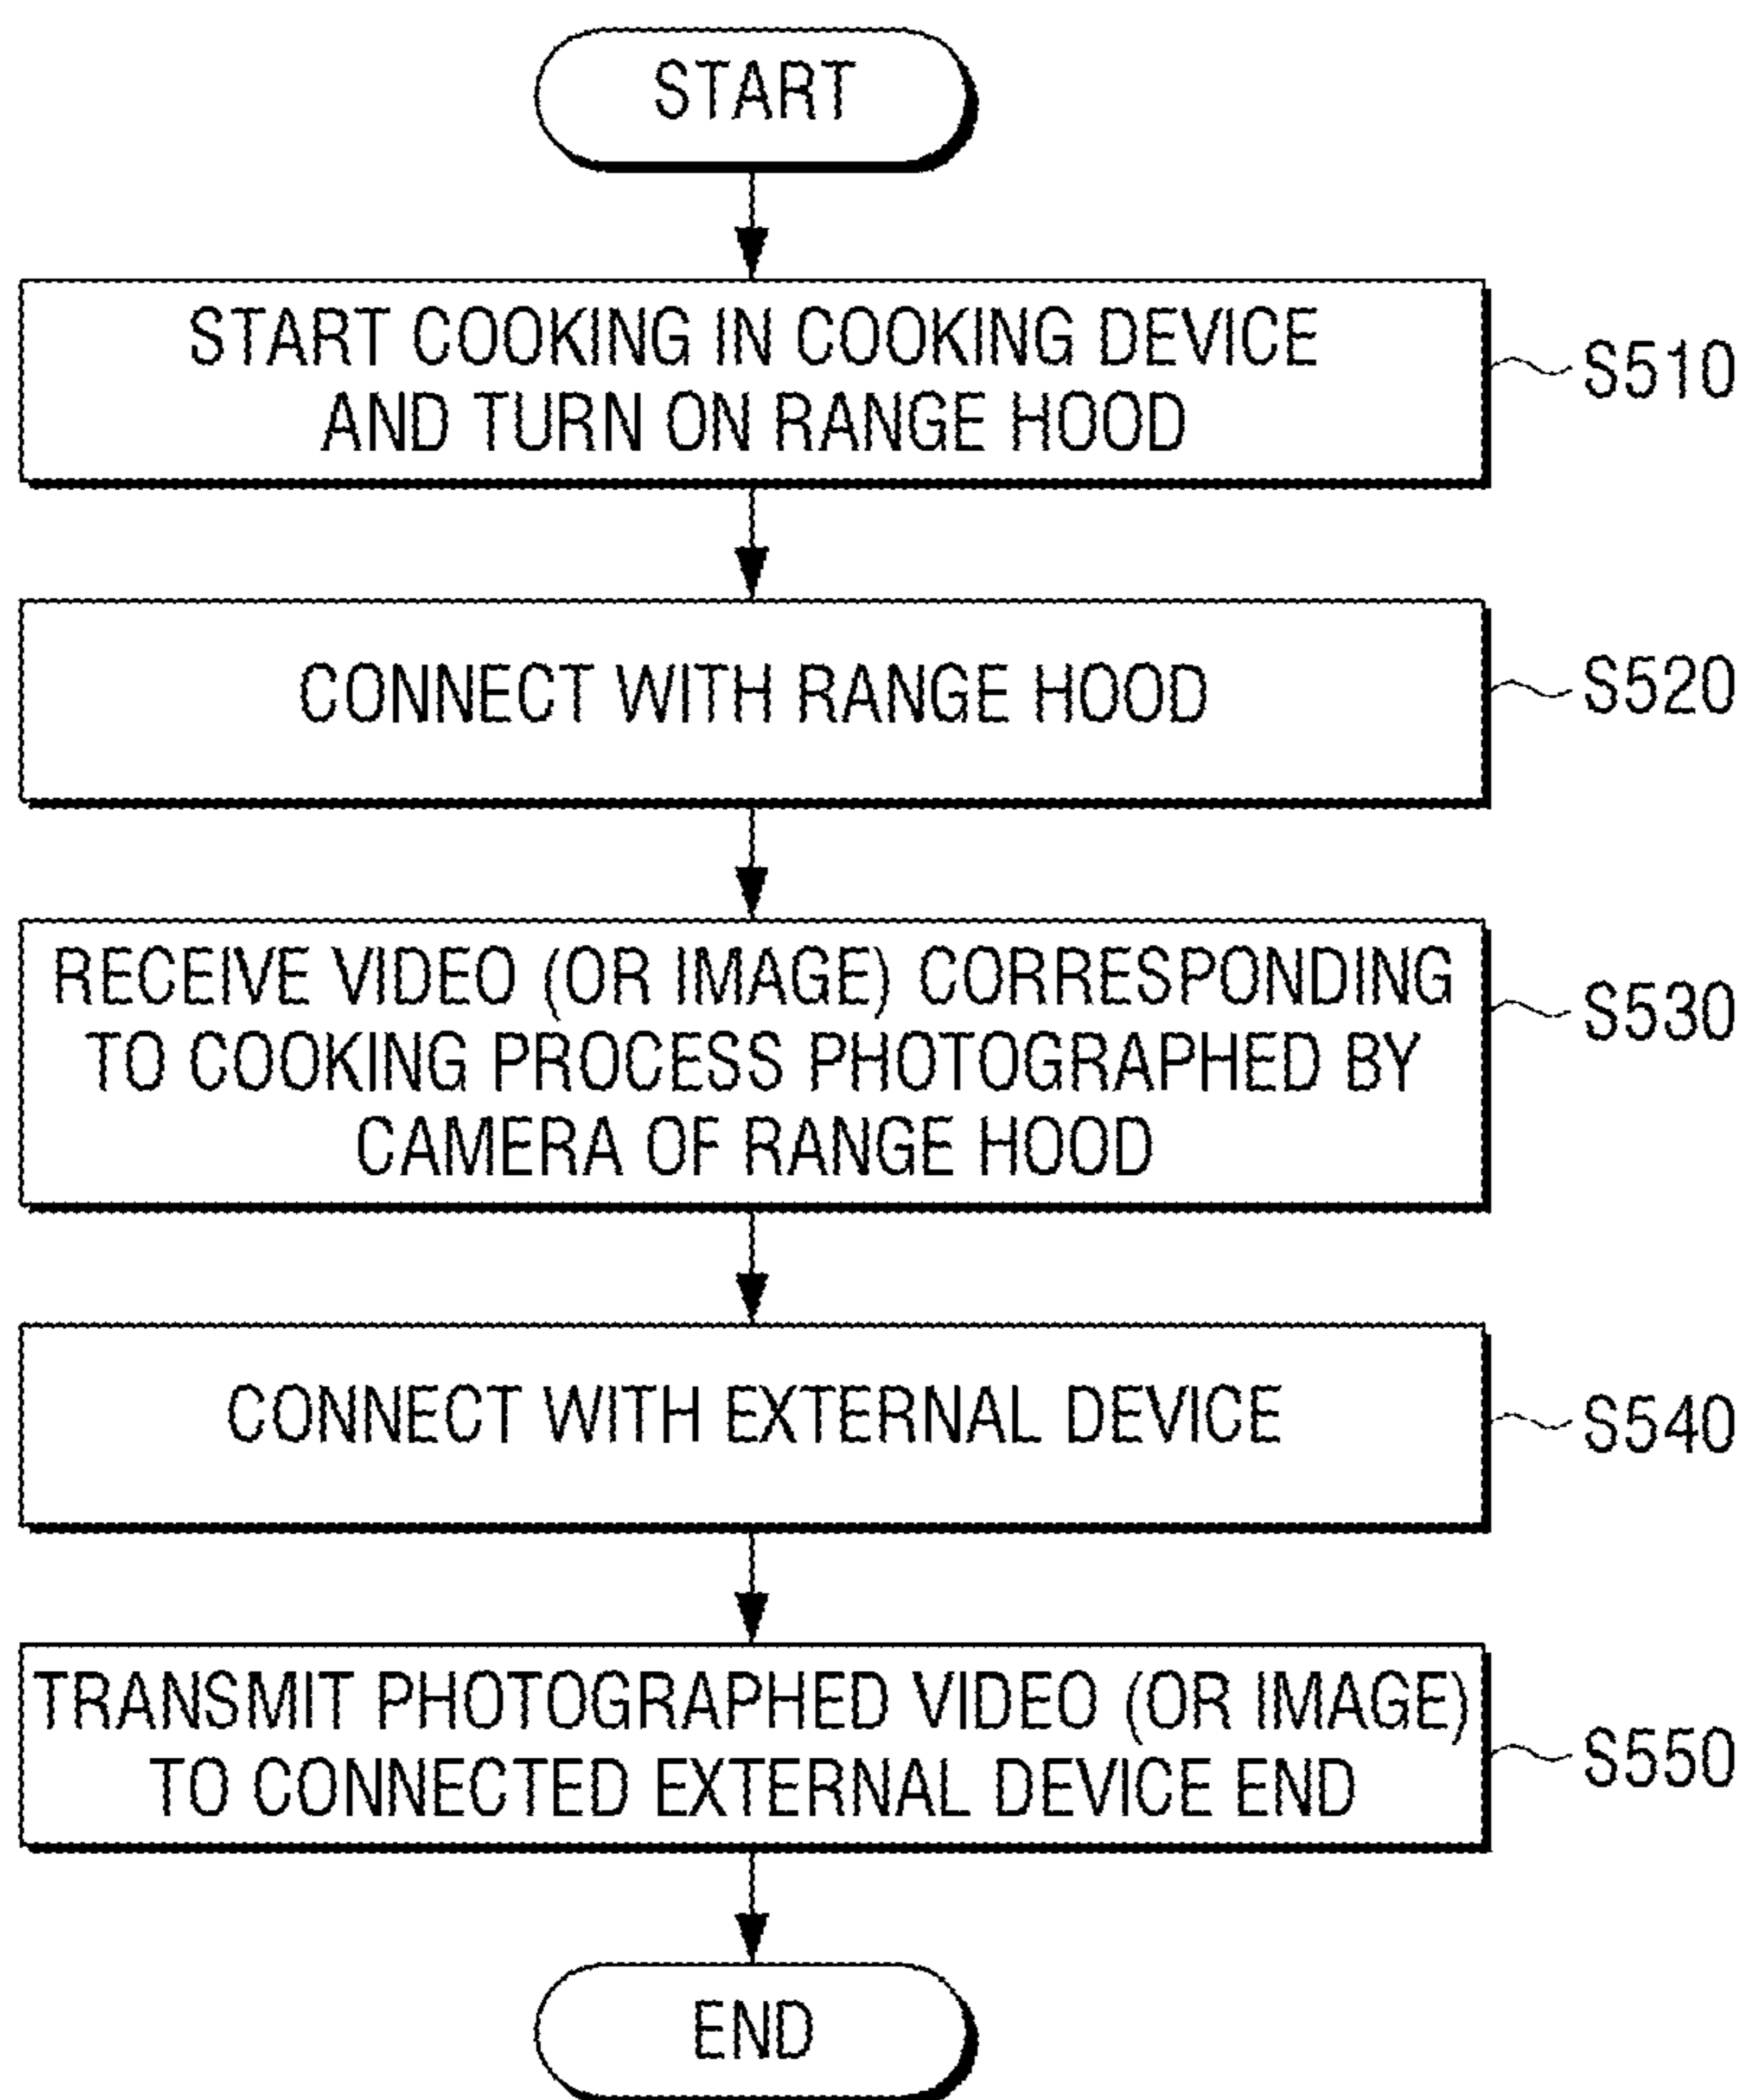 START
START COOKING IN COOKING DEVICE
AND TURN ON RANGE HOOD
S510
CONNECT WITH RANGE HOOD
S520
RECEIVE VIDEO (OR IMAGE) CORRESPONDING
TO COOKING PROCESS PHOTOGRAPHED BY
CAMERA OF RANGE HOOD
S530
CONNECT WITH EXTERNAL DEVICE
S540
TRANSMIT PHOTOGRAPHED VIDEO (OR IMAGE)
TO CONNECTED EXTERNAL DEVICE END
S550
END